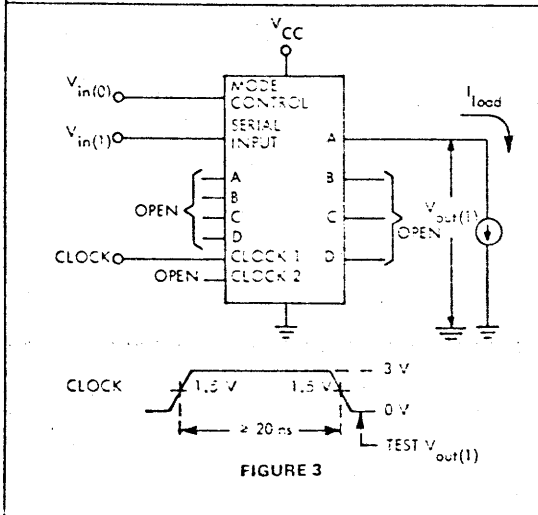 VCC
Vin(0)
MODE CONTROL
Vin(1)
SERIAL INPUT
A
B
C
D
OPEN
CLOCK
CLOCK 1
OPEN
CLOCK 2
A
B
C
D
OPEN
Vout(1)
Iload
CLOCK
1.5 V
1.5 V
3 V
0 V
≥ 20 ns
TEST Vout(1)
FIGURE 3